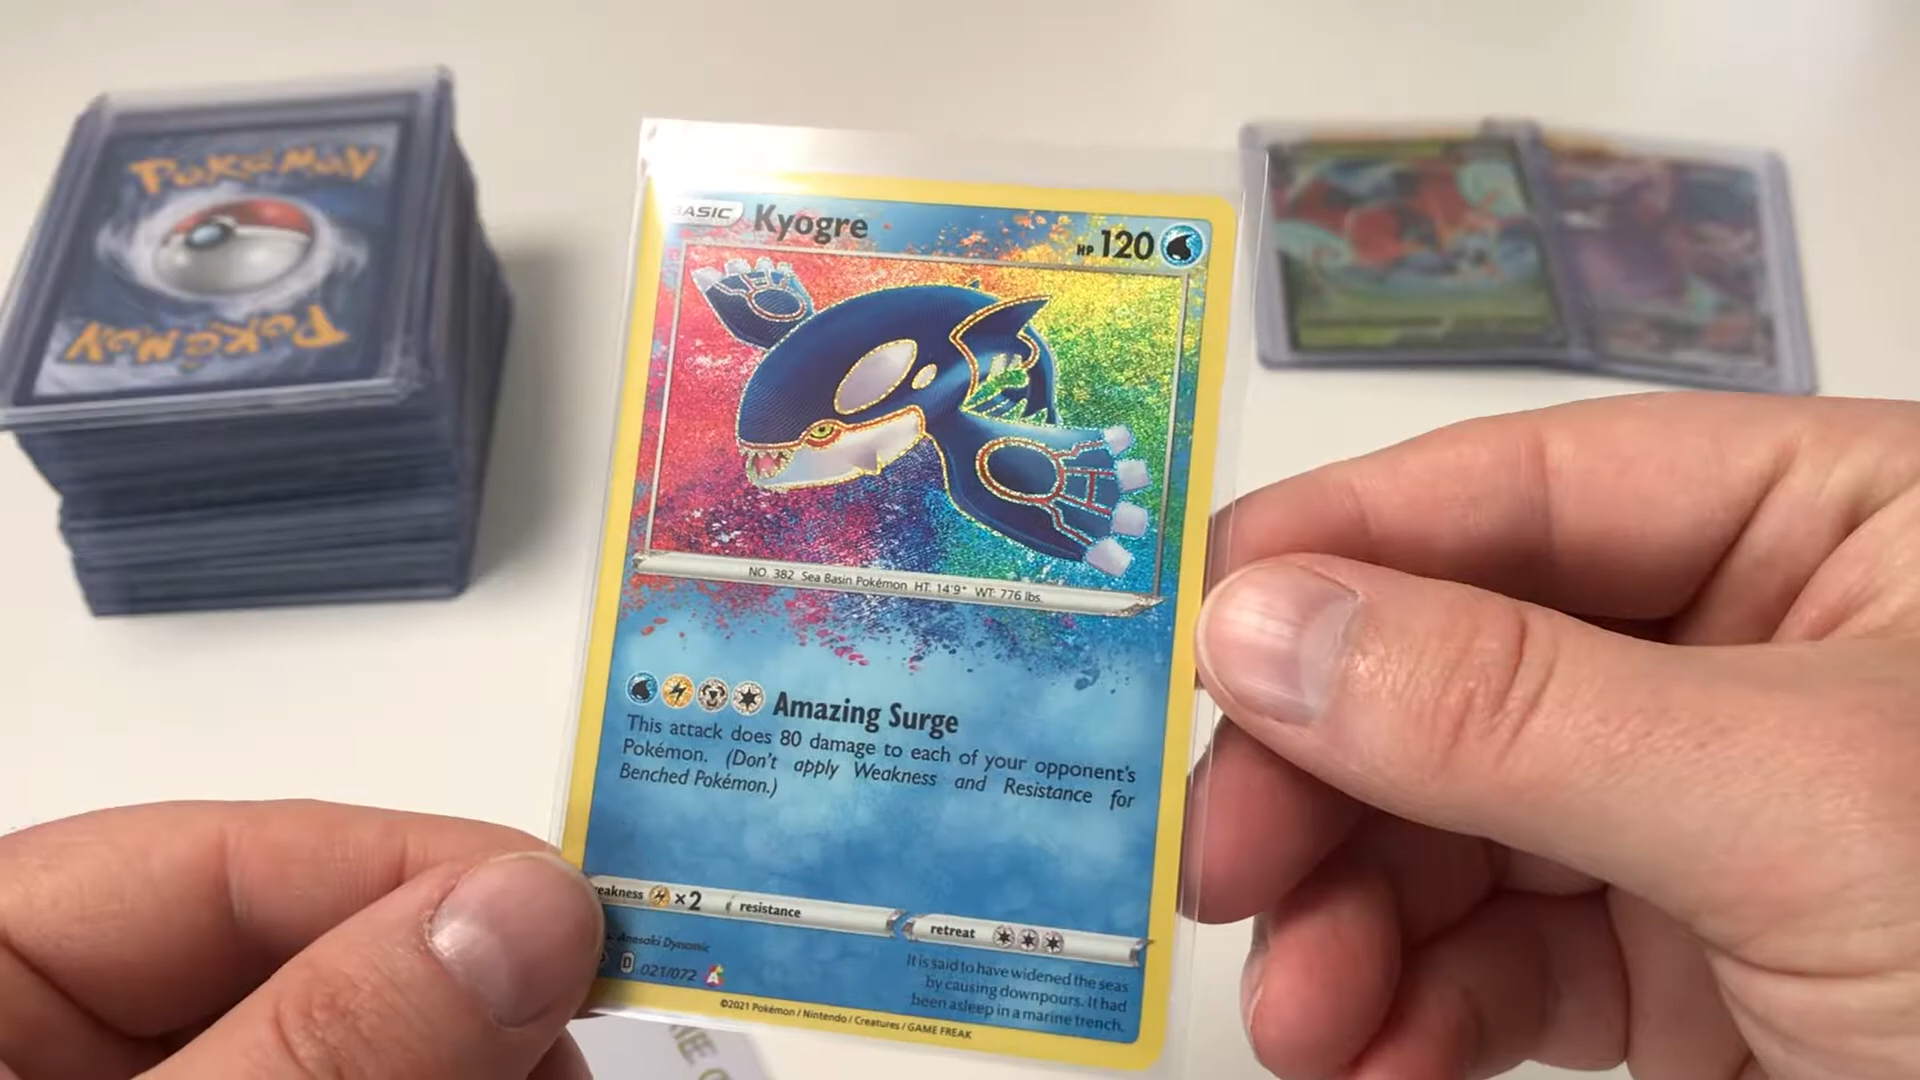 POKéMON
POKéMON
BASIC
Kyogre
HP 120
NO. 382 Sea Basin Pokémon HT: 14'9" WT: 776 lbs.
Amazing Surge
This attack does 80 damage to each of your opponent's
Pokémon. (Don't apply Weakness and Resistance for
Benched Pokémon.)
eakness ×2 resistance
retreat
Anesaki Dynamic
D 021/072 A
It is said to have widened the seas
by causing downpours. It had
been asleep in a marine trench.
©2021 Pokémon / Nintendo / Creatures / GAME FREAK